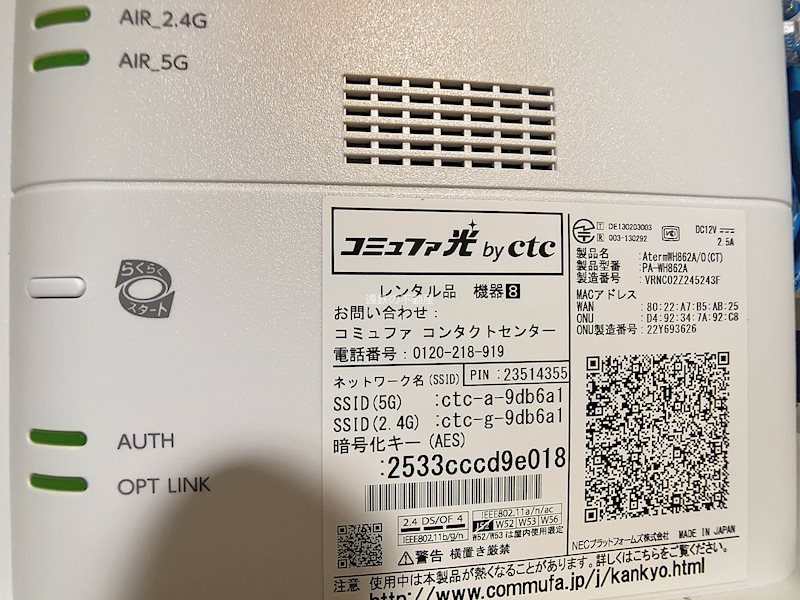 AIR_2.4G
AIR_5G
コミュファ光 by ctc
レンタル品 機器8
遠鉄の不動産
お問い合わせ：
コミュファ コンタクトセンター
電話番号：0120-218-919
ネットワーク名(SSID) PIN：23514355
SSID(5G) :ctc-a-9db6a1
SSID(2.4G) :ctc-g-9db6a1
暗号化キー(AES)
:2533cccd9e018
2.4 DS/OF 4
IEEE802.11b/g/n
IEEE802.11a/n/ac
W52 W53 W56
W52/W53は屋内使用限定
警告 横置き厳禁
T DE130203003
R 003-130292
DC12V
2.5A
製品名 :AtermWH862A/O(CT)
製品型番 :PA-WH862A
製造番号 :VRNC02Z245243F
MACアドレス
WAN :80:22:A7:B5:AB:25
ONU :D4:92:34:7A:92:C8
ONU製造番号:22Y693626
NECプラットフォームズ株式会社 MADE IN JAPAN
注意 使用中は本製品が熱くなることがあります。詳しくはこちらをご覧ください。
http://www.commufa.jp/j/kankyo.html
らくらく
スタート
AUTH
OPT LINK